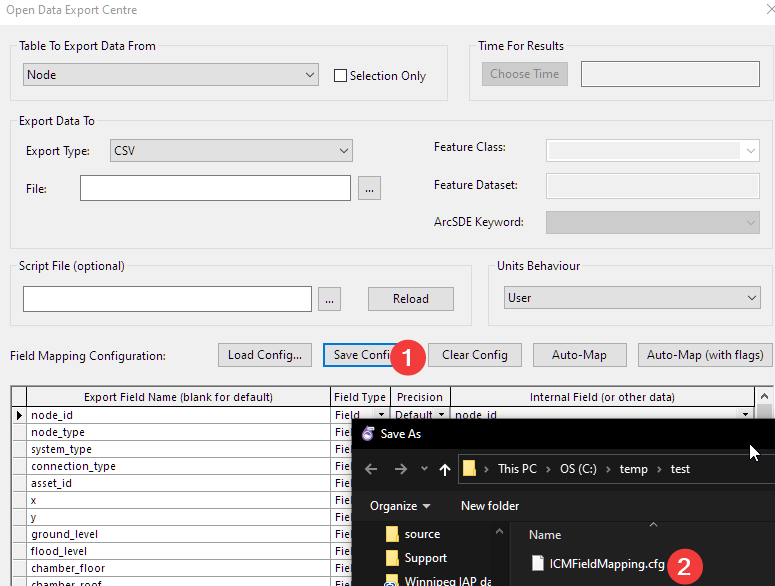 Open Data Export Centre
Table To Export Data From
Node
Selection Only
Time For Results
Choose Time
Export Data To
Export Type:
CSV
File:
...
Feature Class:
Feature Dataset:
ArcSDE Keyword:
Script File (optional)
...
Reload
Units Behaviour
User
Field Mapping Configuration:
Load Config...
Save Confi
1
Clear Config
Auto-Map
Auto-Map (with flags)
Export Field Name (blank for default) Field Type Precision Internal Field (or other data)
node_id Field Default node_id
node_type Fiel
system_type Fiel
connection_type Fiel
asset_id Fiel
x Fiel
y Fiel
ground_level Fiel
flood_level Fiel
chamber_floor Fiel
chamber_roof Fiel
Save As
This PC > OS (C:) > temp > test
Organize
New folder
source
Support
Winnipeg IAP da
Name
ICMFieldMapping.cfg
2